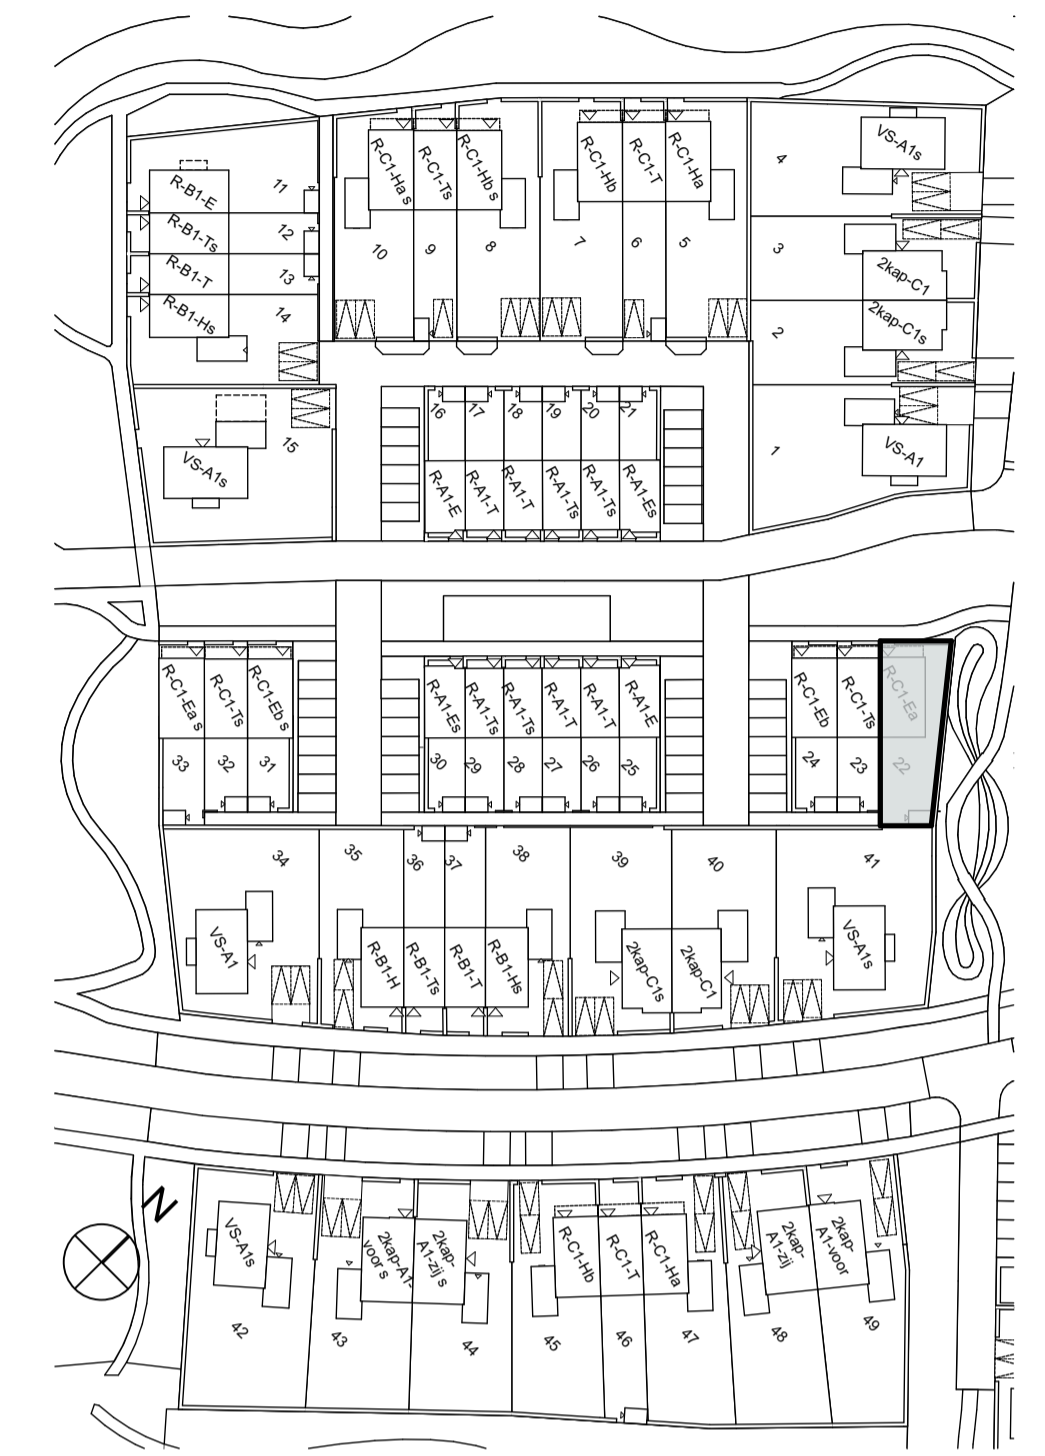 4
VS-A1s
R-C1-Ha s
R-C1-Ts
R-C1-Hb s
R-C1-Hb
R-C1-T
R-C1-Ha
R-B1-E
11
R-B1-Ts
12
R-B1-T
13
R-B1-Hs
14
10
9
8
7
6
5
3
2kap-C1
2kap-C1s
2
16
17
18
19
20
21
15
VS-A1s
1
VS-A1
R-A1-E
R-A1-T
R-A1-T
R-A1-Ts
R-A1-Ts
R-A1-Es
R-C1-Ea s
R-C1-Ts
R-C1-Eb s
R-A1-Es
R-A1-Ts
R-A1-Ts
R-A1-T
R-A1-T
R-A1-E
R-C1-Eb
R-C1-Ts
R-C1-Ea
33
32
31
30
29
28
27
26
25
24
23
22
34
35
36
37
38
39
40
41
VS-A1
R-B1-H
R-B1-Ts
R-B1-T
R-B1-Hs
2kap-C1s
2kap-C1
VS-A1s
N
VS-A1s
2kap-A1-
voor s
2kap-
A1-zij s
R-C1-Hb
R-C1-T
R-C1-Ha
2kap-
A1-zij
2kap-
A1-voor
42
43
44
45
46
47
48
49